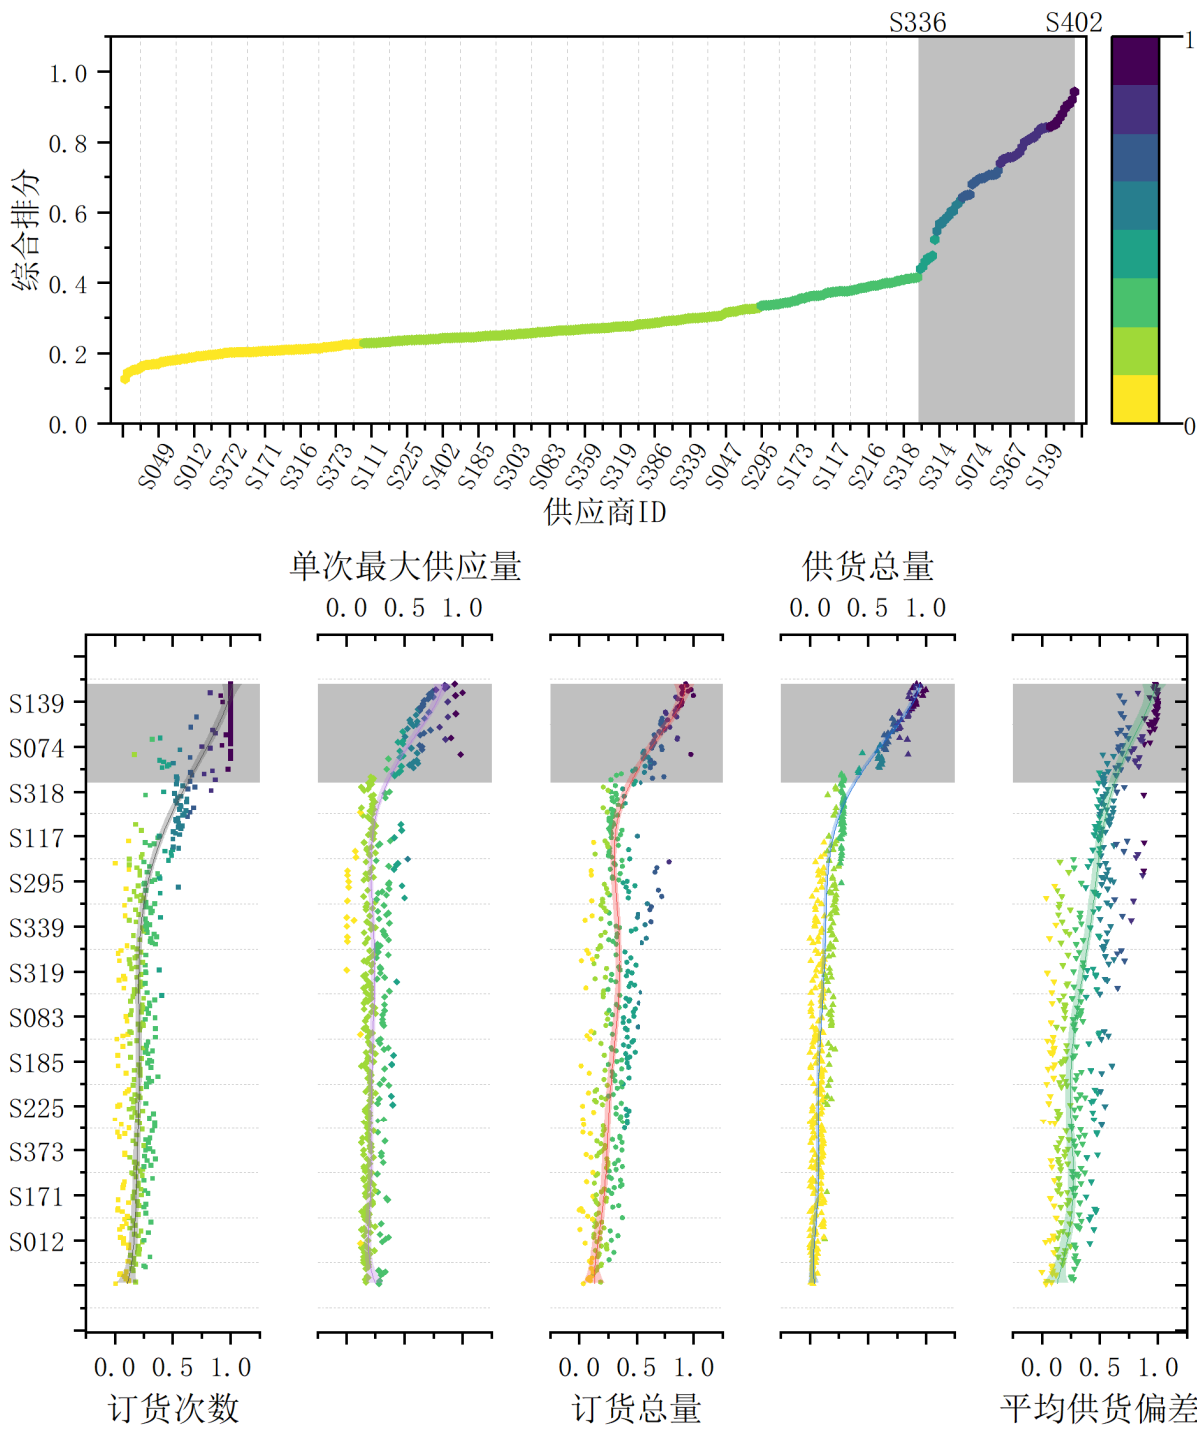 S336 S402
1
1.0
0.8
0.6
0.4
0.2
0.0
0
综合排分
S049 S012 S372 S171 S316 S373 S111 S225 S402 S185 S303 S083 S359 S319 S386 S339 S047 S295 S173 S117 S216 S318 S314 S074 S367 S139
供应商ID
单次最大供应量 供货总量
0.0 0.5 1.0 0.0 0.5 1.0
S139
S074
S318
S117
S295
S339
S319
S083
S185
S225
S373
S171
S012
0.0 0.5 1.0 0.0 0.5 1.0 0.0 0.5 1.0
订货次数 订货总量 平均供货偏差